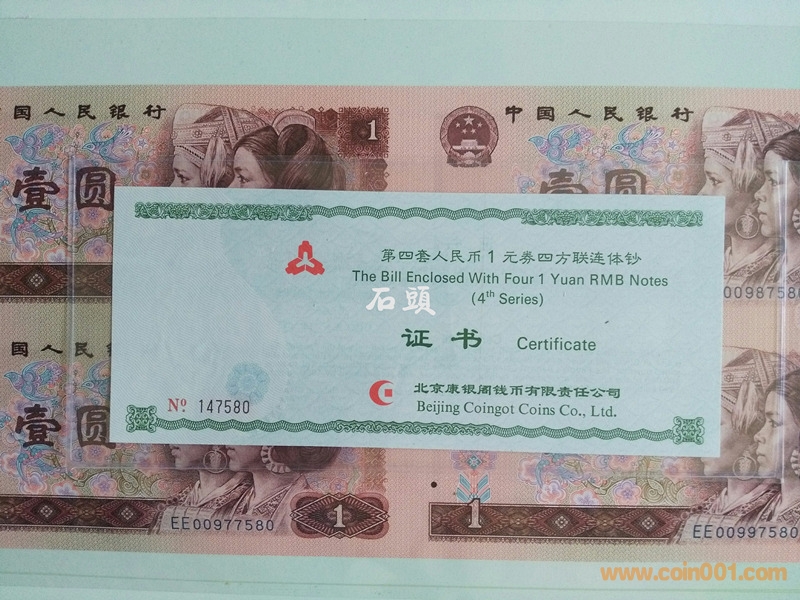 国人民银行
1
中国人民银行
壹圆
壹圆
第四套人民币1元券四方联连体钞
The Bill Enclosed With Four 1 Yuan RMB Notes
(4th Series)
石頭
证书 Certificate
00987580
国人民银行
壹圆
№ 147580
北京康银阁钱币有限责任公司
Beijing Coingot Coins Co., Ltd.
EE00977580
1
1
EE00997580
www.coin001.com